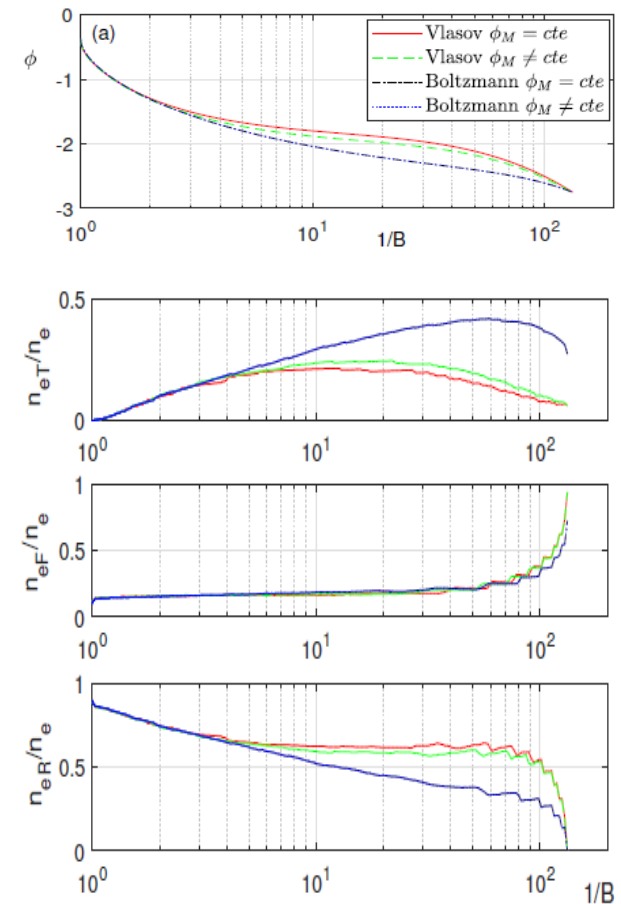 0
(a)
ϕ
-1
-2
-3
Vlasov ϕ_M = cte
Vlasov ϕ_M ≠ cte
Boltzmann ϕ_M = cte
Boltzmann ϕ_M ≠ cte
10^0 10^1 1/B 10^2
0.5
n_eT/n_e
0
10^0 10^1 10^2
1
n_eF/n_e
0.5
0
10^0 10^1 10^2
1
n_eR/n_e
0.5
0
10^0 10^1 10^2
1/B